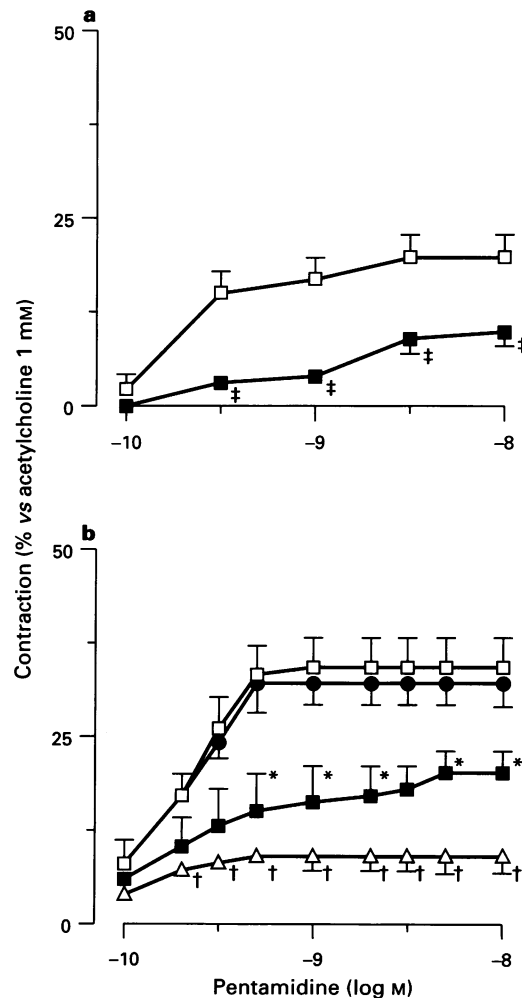 a
50
25
0
‡ ‡ ‡ ‡
−10 −9 −8
Contraction (% vs acetylcholine 1 mM)
b
50
25
0
* * * * *
† † † † † † † †
−10 −9 −8
Pentamidine (log M)